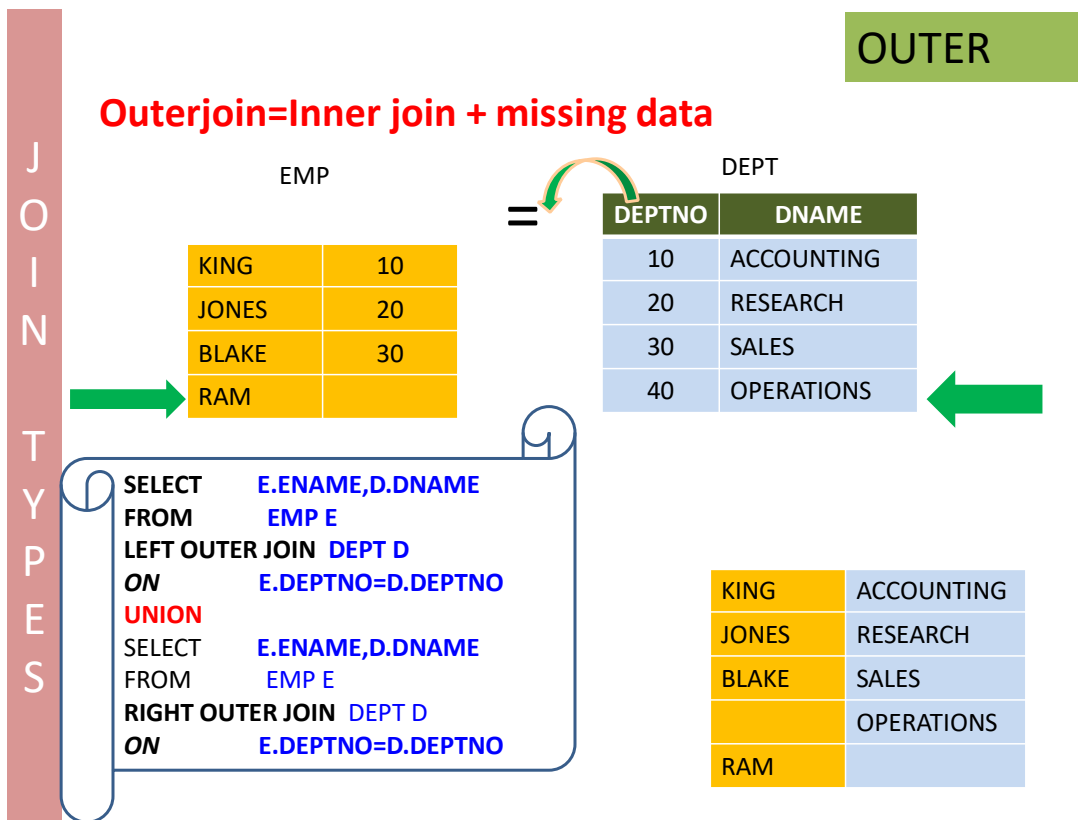 OUTER
JOIN TYPES
Outerjoin=Inner join + missing data
EMP
KING 10
JONES 20
BLAKE 30
RAM
=
DEPT
DEPTNO DNAME
10 ACCOUNTING
20 RESEARCH
30 SALES
40 OPERATIONS
SELECT E.ENAME,D.DNAME
FROM EMP E
LEFT OUTER JOIN DEPT D
ON E.DEPTNO=D.DEPTNO
UNION
SELECT E.ENAME,D.DNAME
FROM EMP E
RIGHT OUTER JOIN DEPT D
ON E.DEPTNO=D.DEPTNO
KING ACCOUNTING
JONES RESEARCH
BLAKE SALES
OPERATIONS
RAM